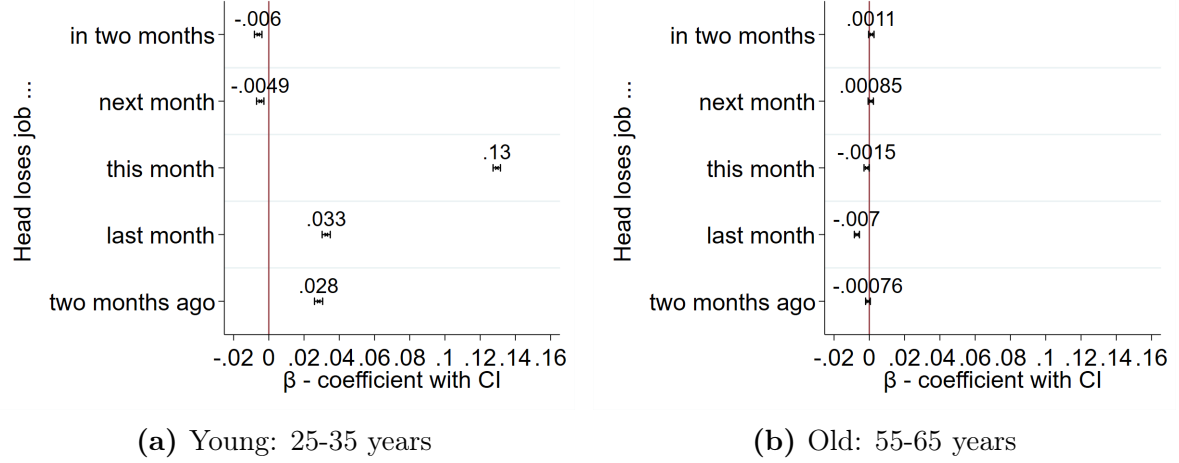 Head loses job ...
in two months
-.006
next month
-.0049
this month
.13
last month
.033
two months ago
.028
-.02 0 .02 .04 .06 .08 .1 .12 .14 .16
β - coefficient with CI
(a) Young: 25-35 years
Head loses job ...
in two months
.0011
next month
.00085
this month
-.0015
last month
-.007
two months ago
-.00076
-.02 0 .02 .04 .06 .08 .1 .12 .14 .16
β - coefficient with CI
(b) Old: 55-65 years